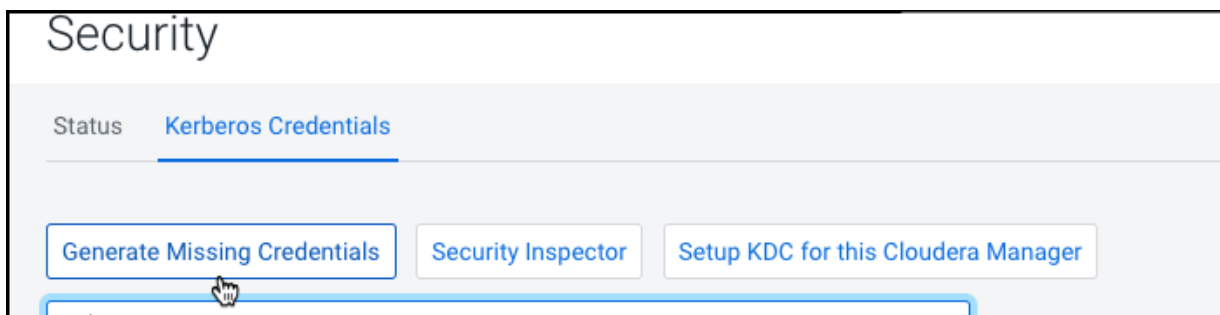 Security
Status Kerberos Credentials
Generate Missing Credentials Security Inspector Setup KDC for this Cloudera Manager